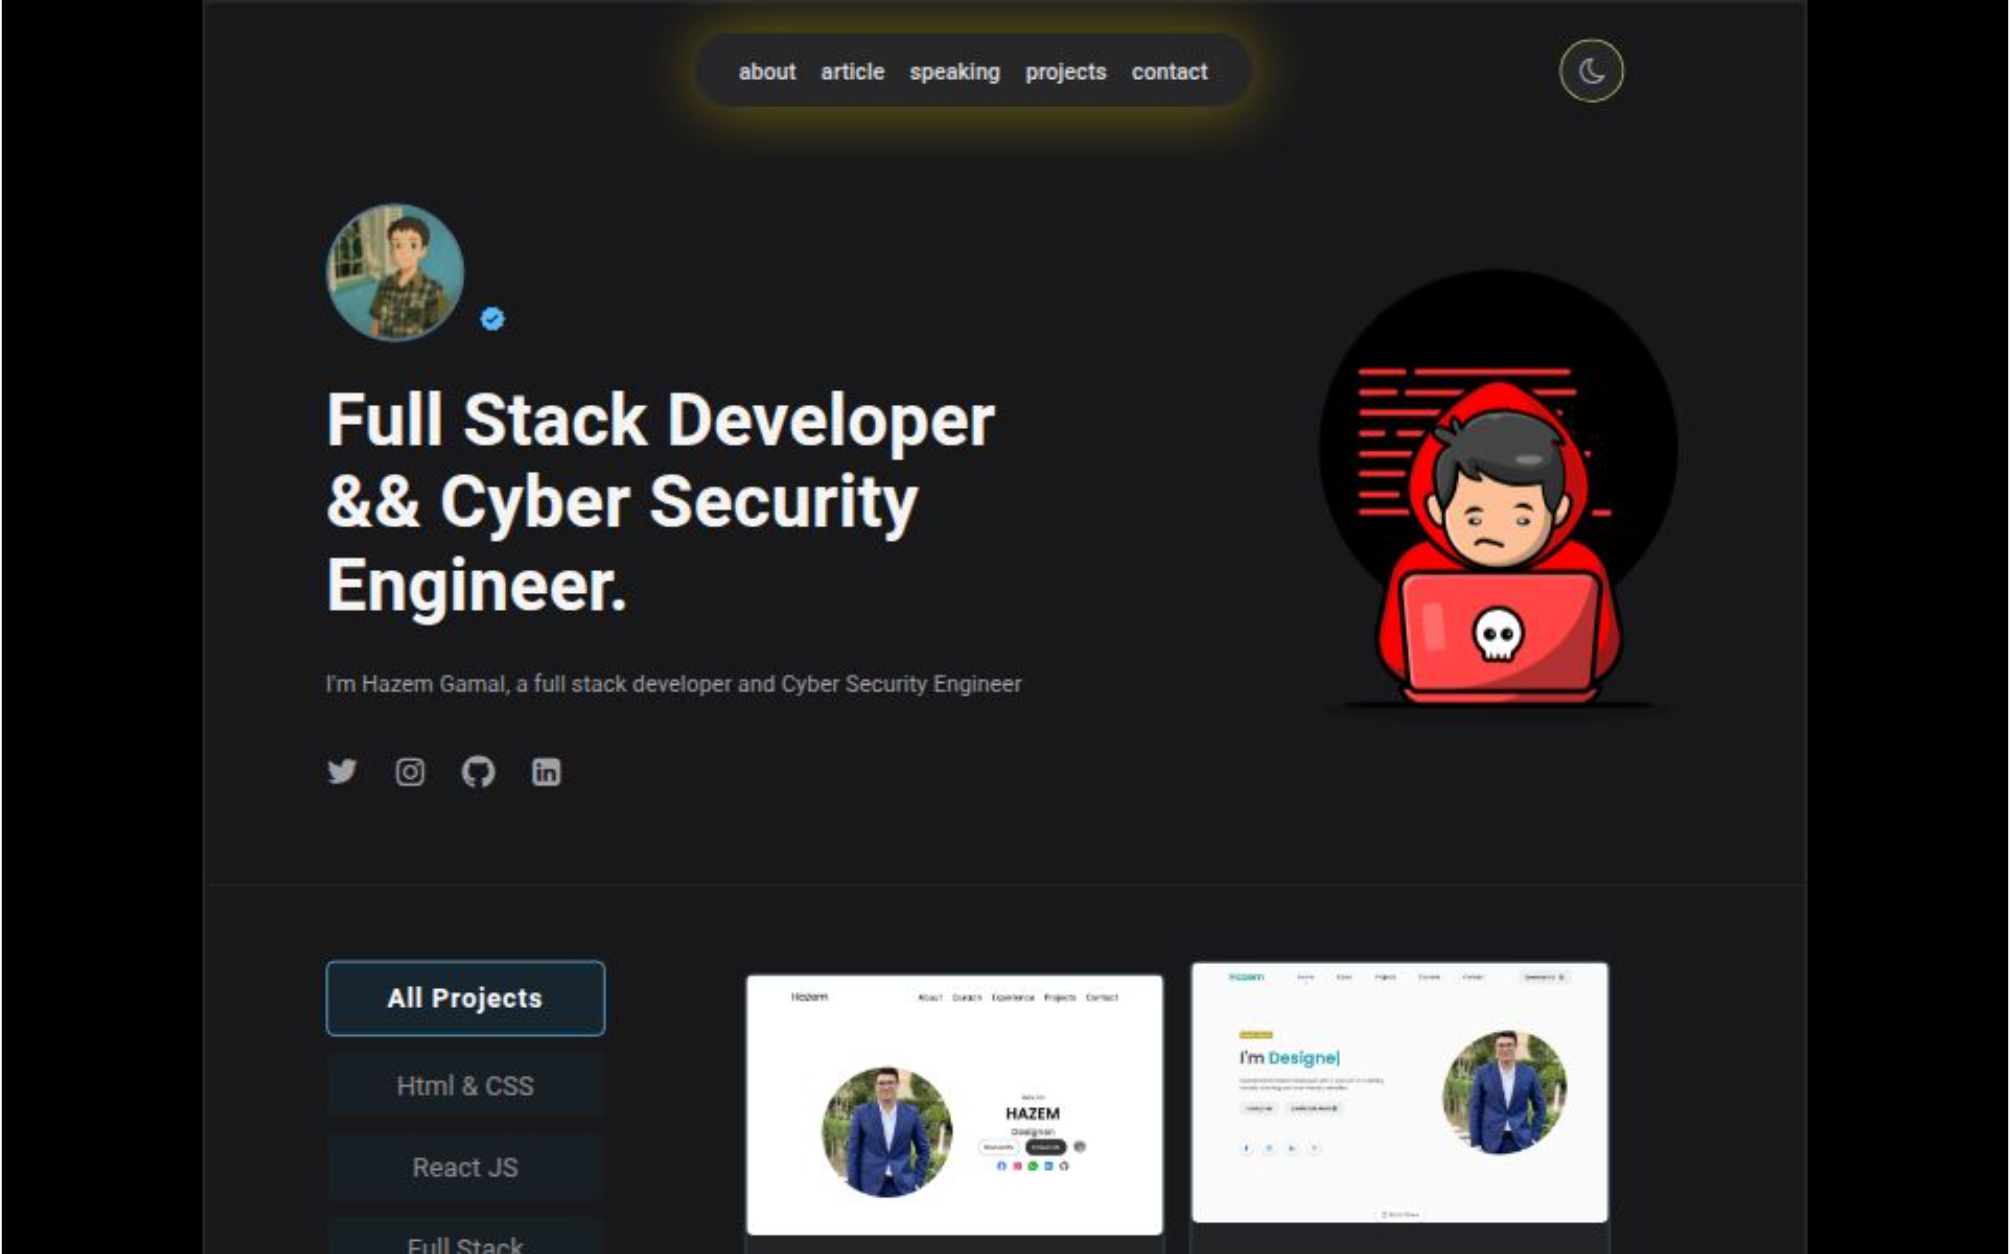 about article speaking projects contact
Full Stack Developer
&& Cyber Security
Engineer.
I'm Hazem Gamal, a full stack developer and Cyber Security Engineer
All Projects
Html & CSS
React JS
Full Stack
Hazem
About Experience Projects Contact
HAZEM
Designer
Hazem
I'm Designe|